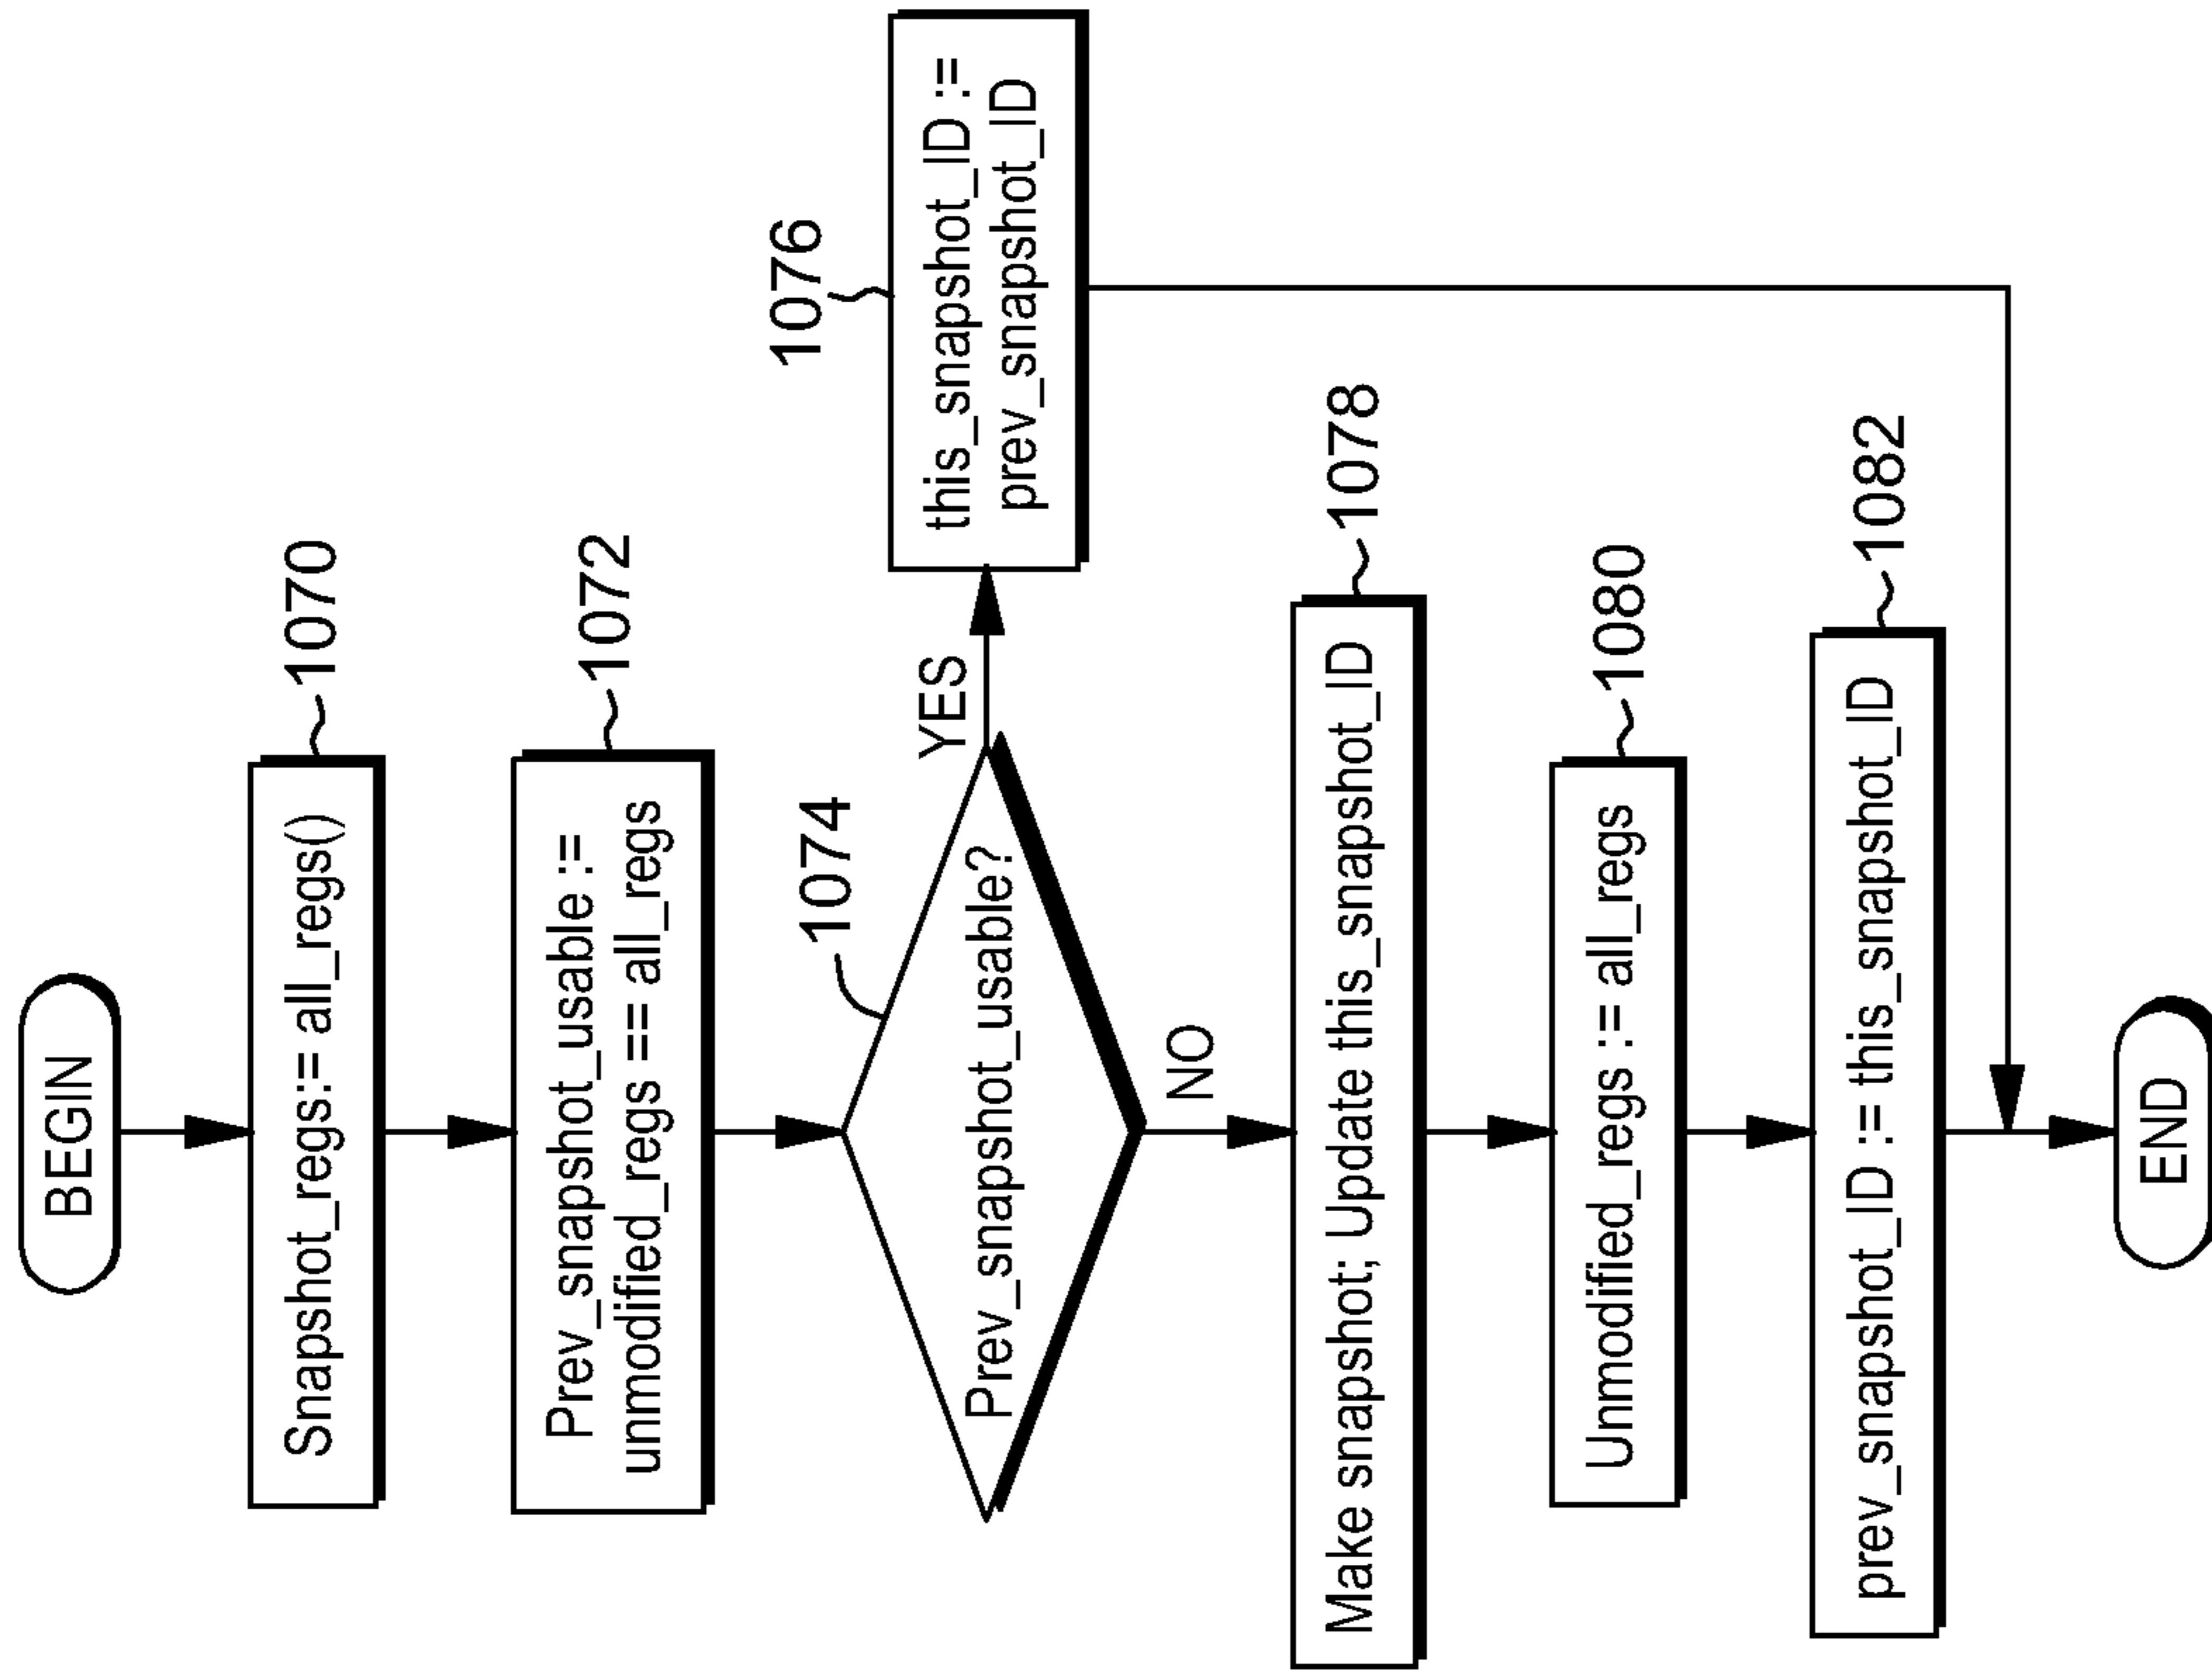 BEGIN
Snapshot_regs:= all_regs()
1070
Prev_snapshot_usable :=
unmodified_regs == all_regs
1072
1074
Prev_snapshot_usable?
YES
1076
this_snapshot_ID :=
prev_snapshot_ID
NO
Make snapshot; Update this_snapshot_ID
1078
Unmodified_regs := all_regs
1080
prev_snapshot_ID := this_snapshot_ID
1082
END